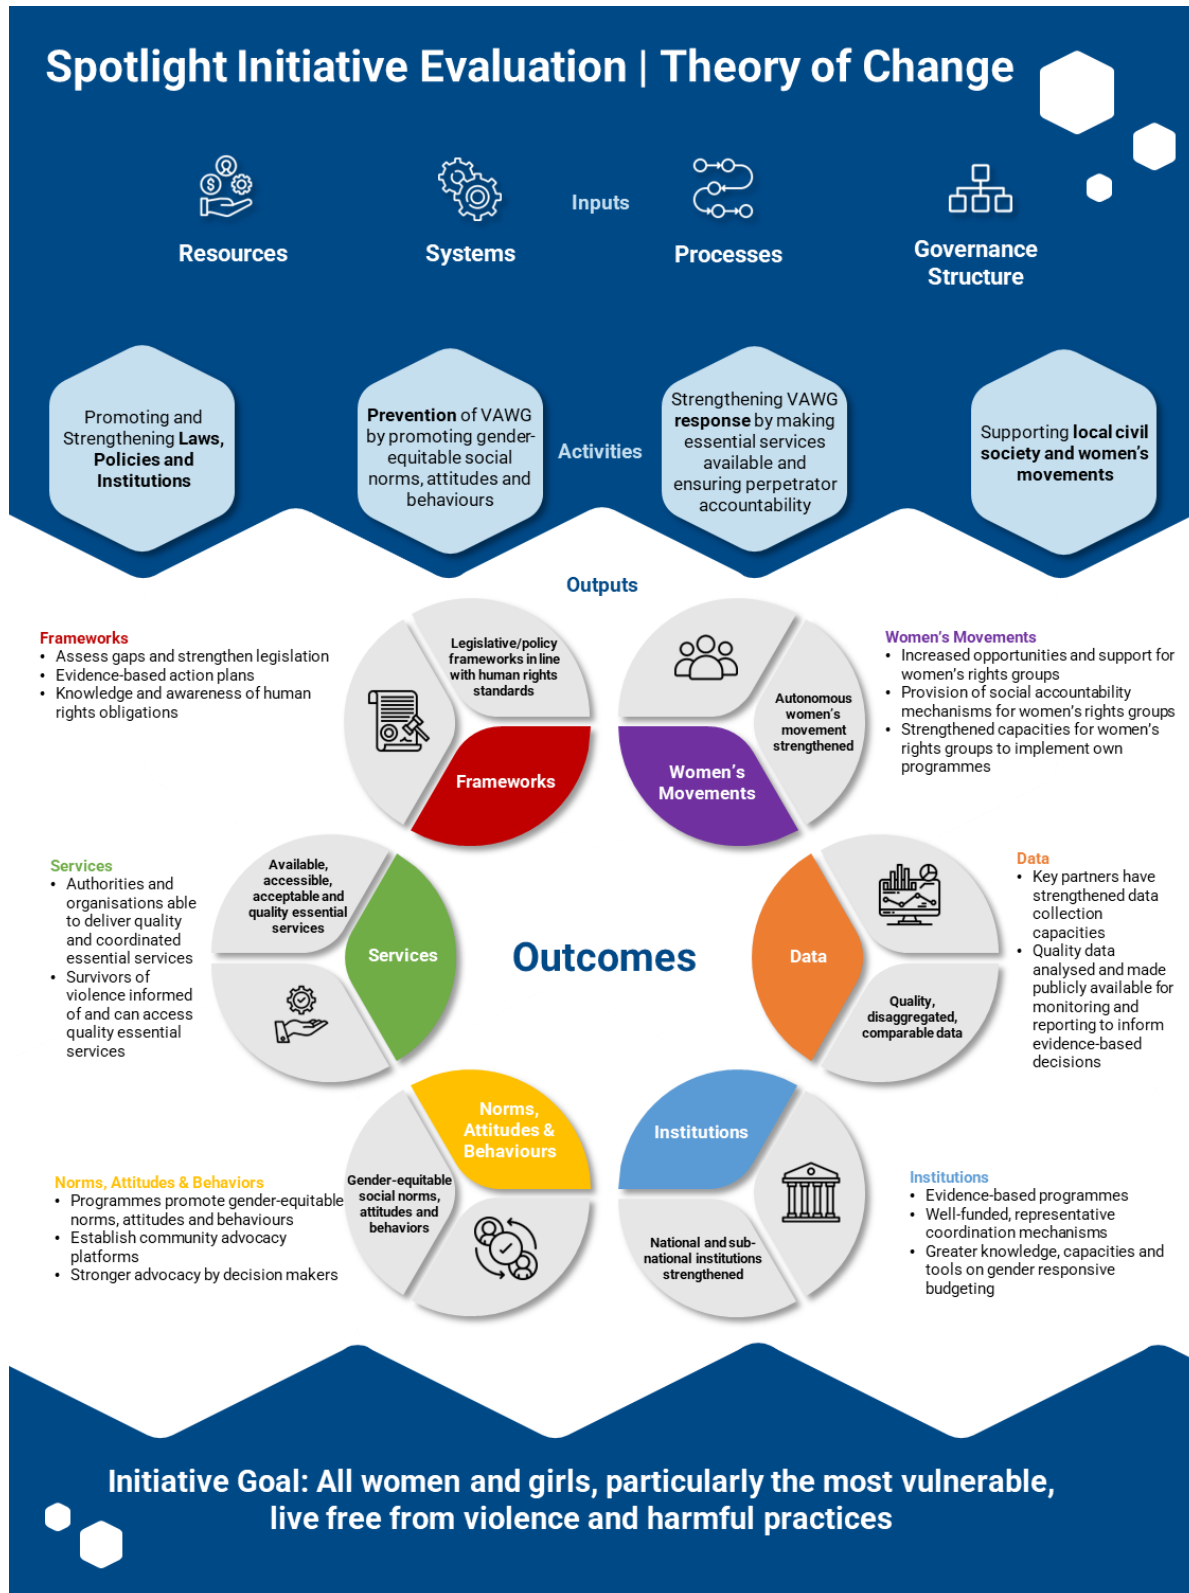 Spotlight Initiative Evaluation | Theory of Change
Inputs
Resources
Systems
Processes
Governance
Structure
Promoting and
Strengthening Laws,
Policies and
Institutions
Prevention of VAWG
by promoting gender-
equitable social
norms, attitudes and
behaviours
Activities
Strengthening VAWG
response by making
essential services
available and
ensuring perpetrator
accountability
Supporting local civil
society and women's
movements
Outputs
Frameworks
• Assess gaps and strengthen legislation
• Evidence-based action plans
• Knowledge and awareness of human
rights obligations
Legislative/policy
frameworks in line
with human rights
standards
Frameworks
Women's
Movements
Autonomous
women's
movement
strengthened
Women's Movements
• Increased opportunities and support for
women's rights groups
• Provision of social accountability
mechanisms for women's rights groups
• Strengthened capacities for women's
rights groups to implement own
programmes
Services
• Authorities and
organisations able
to deliver quality
and coordinated
essential services
• Survivors of
violence informed
of and can access
quality essential
services
Available,
accessible,
acceptable and
quality essential
services
Services
Outcomes
Data
Quality,
disaggregated,
comparable data
Data
• Key partners have
strengthened data
collection
capacities
• Quality data
analysed and made
publicly available for
monitoring and
reporting to inform
evidence-based
decisions
Norms, Attitudes & Behaviors
• Programmes promote gender-equitable
norms, attitudes and behaviours
• Establish community advocacy
platforms
• Stronger advocacy by decision makers
Norms,
Attitudes &
Behaviours
Gender-equitable
social norms,
attitudes and
behaviors
Institutions
National and sub-
national institutions
strengthened
Institutions
• Evidence-based programmes
• Well-funded, representative
coordination mechanisms
• Greater knowledge, capacities and
tools on gender responsive
budgeting
Initiative Goal: All women and girls, particularly the most vulnerable,
live free from violence and harmful practices